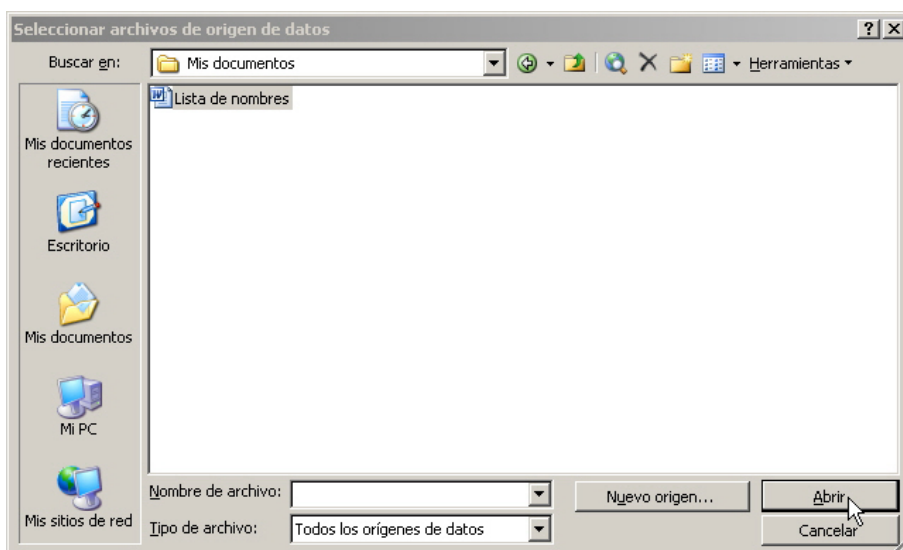 Seleccionar archivos de origen de datos
Buscar en:
Mis documentos
Herramientas
Lista de nombres
Mis documentos
recientes
Escritorio
Mis documentos
Mi PC
Mis sitios de red
Nombre de archivo:
Nuevo origen...
Abrir
Tipo de archivo:
Todos los orígenes de datos
Cancelar